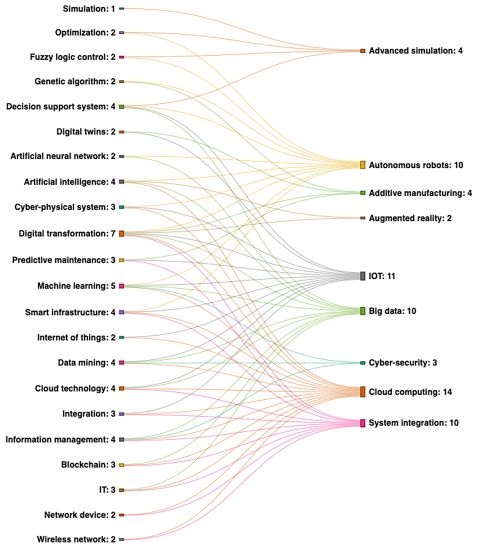 Simulation: 1
Optimization: 2
Fuzzy logic control: 2
Genetic algorithm: 2
Decision support system: 4
Digital twins: 2
Artificial neural network: 2
Artificial intelligence: 4
Cyber-physical system: 3
Digital transformation: 7
Predictive maintenance: 3
Machine learning: 5
Smart infrastructure: 4
Internet of things: 2
Data mining: 4
Cloud technology: 4
Integration: 3
Information management: 4
Blockchain: 3
IT: 3
Network device: 2
Wireless network: 2
Advanced simulation: 4
Autonomous robots: 10
Additive manufacturing: 4
Augmented reality: 2
IOT: 11
Big data: 10
Cyber-security: 3
Cloud computing: 14
System integration: 10